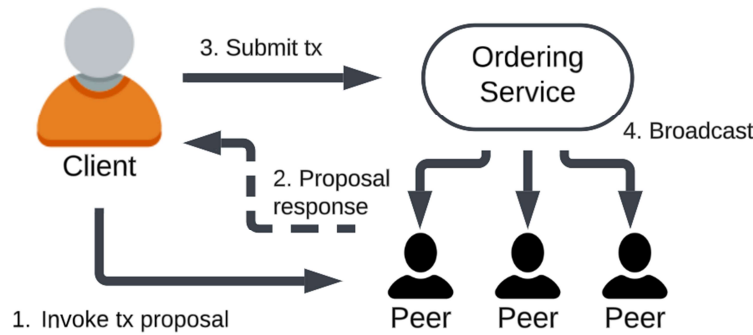 3. Submit tx
Ordering
Service
4. Broadcast
Client
2. Proposal
response
1. Invoke tx proposal
Peer
Peer
Peer